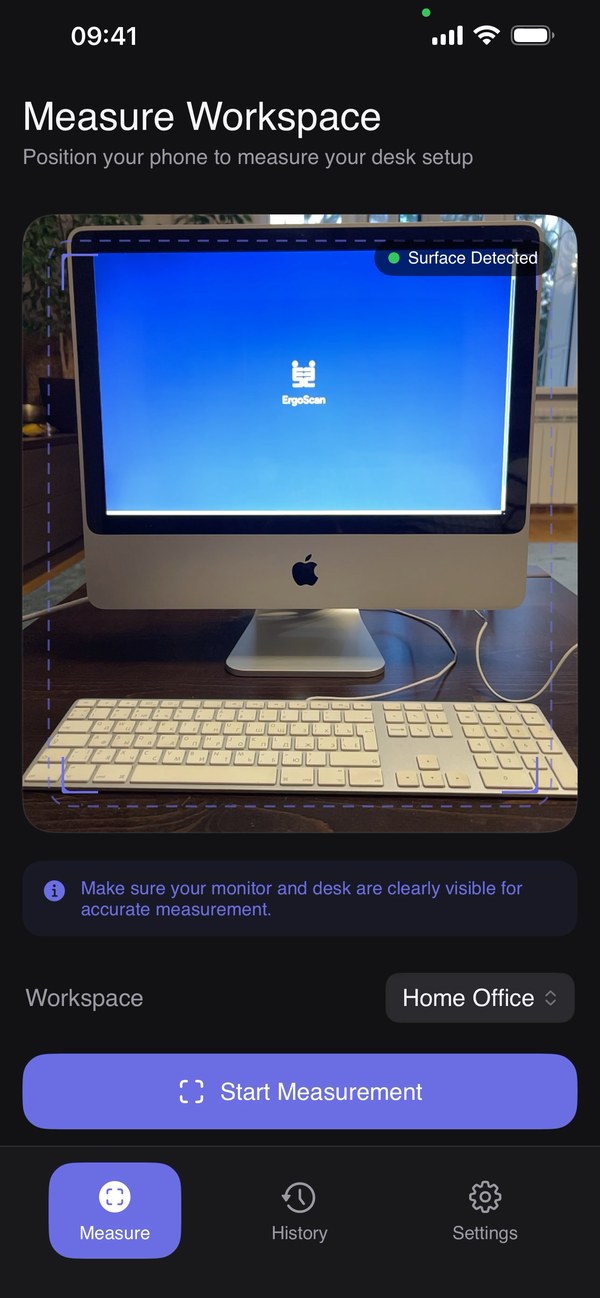 09:41
Measure Workspace
Position your phone to measure your desk setup
Surface Detected
ErgoScan
Make sure your monitor and desk are clearly visible for
accurate measurement.
Workspace
Home Office
Start Measurement
Measure
History
Settings